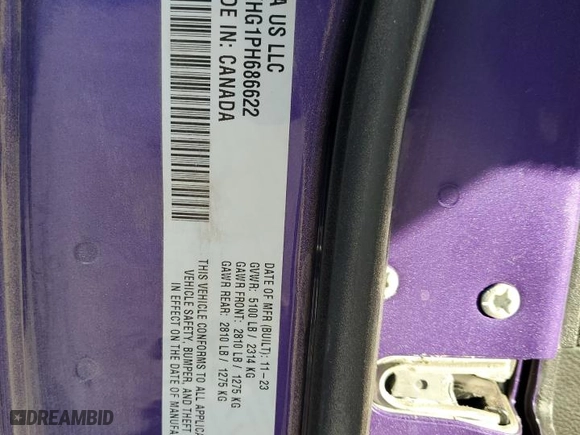 A US LLC
HG1PH686622
DE IN: CANADA
DATE OF MFR (BUILT): 11-23
GVWR: 5100 LB / 2314 KG
GAWR FRONT: 2810 LB / 1275 KG
GAWR REAR: 2810 LB / 1275 KG
THIS VEHICLE CONFORMS TO ALL APPLICA
VEHICLE SAFETY, BUMPER, AND THEFT
IN EFFECT ON THE DATE OF MANUFA
DREAMBID